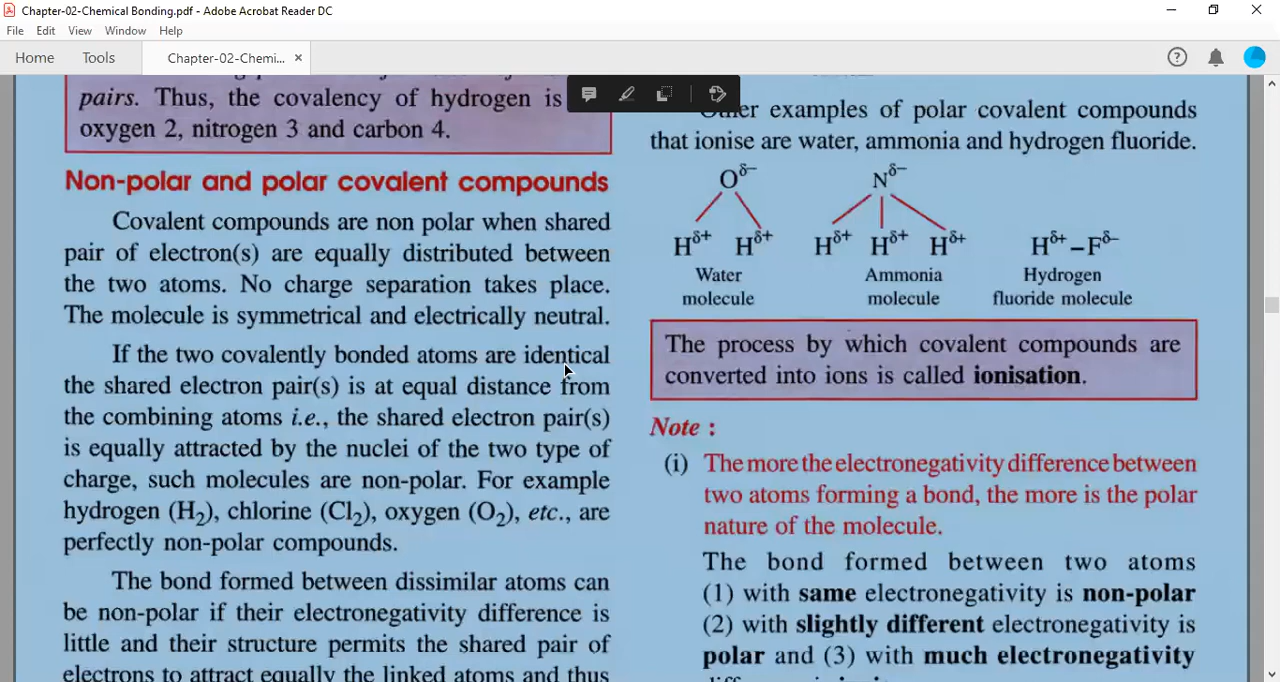 Chapter-02-Chemical Bonding.pdf - Adobe Acrobat Reader DC
File Edit View Window Help
Home Tools Chapter-02-Chemi... ×
pairs. Thus, the covalency of hydrogen is
oxygen 2, nitrogen 3 and carbon 4.
Non-polar and polar covalent compounds
Covalent compounds are non polar when shared
pair of electron(s) are equally distributed between
the two atoms. No charge separation takes place.
The molecule is symmetrical and electrically neutral.
If the two covalently bonded atoms are identical
the shared electron pair(s) is at equal distance from
the combining atoms i.e., the shared electron pair(s)
is equally attracted by the nuclei of the two type of
charge, such molecules are non-polar. For example
hydrogen (H₂), chlorine (Cl₂), oxygen (O₂), etc., are
perfectly non-polar compounds.
The bond formed between dissimilar atoms can
be non-polar if their electronegativity difference is
little and their structure permits the shared pair of
electrons to attract equally the linked atoms and thus
Other examples of polar covalent compounds
that ionise are water, ammonia and hydrogen fluoride.
O^δ− N^δ−
H^δ+ H^δ+ H^δ+ H^δ+ H^δ+ H^δ+ – F^δ−
Water Ammonia Hydrogen
molecule molecule fluoride molecule
The process by which covalent compounds are
converted into ions is called ionisation.
Note :
(i) The more the electronegativity difference between
two atoms forming a bond, the more is the polar
nature of the molecule.
The bond formed between two atoms
(1) with same electronegativity is non-polar
(2) with slightly different electronegativity is
polar and (3) with much electronegativity